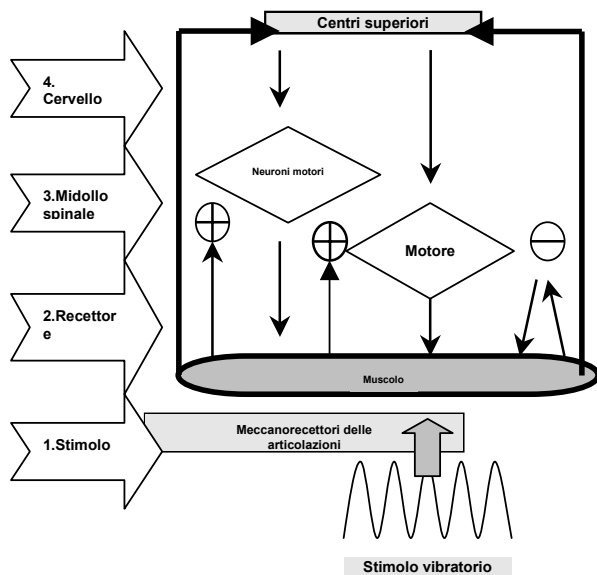 Centri superiori
4.
Cervello
Neuroni motori
3.Midollo
spinale
Motore
2.Recettor
e
Muscolo
1.Stimolo
Meccanorecettori delle
articolazioni
Stimolo vibratorio